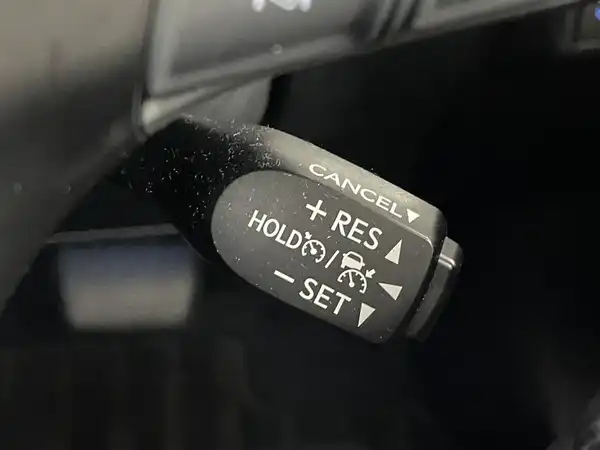 CANCEL▼
+ RES ▲
HOLD / ◀
− SET ▼